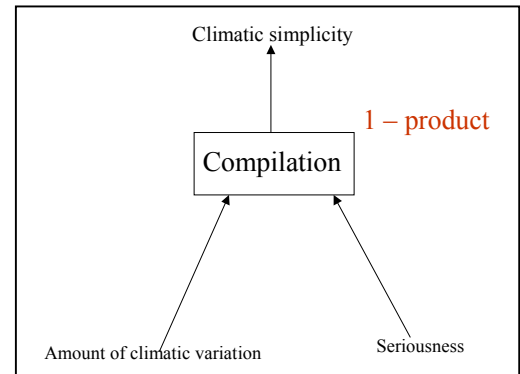 Climatic simplicity
1 – product
Compilation
Amount of climatic variation
Seriousness